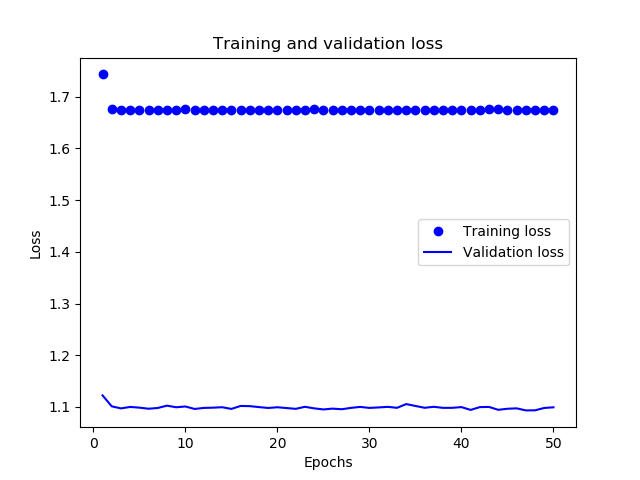 Training and validation loss
1.7
1.6
1.5
1.4
1.3
1.2
1.1
Loss
Training loss
Validation loss
0
10
20
30
40
50
Epochs